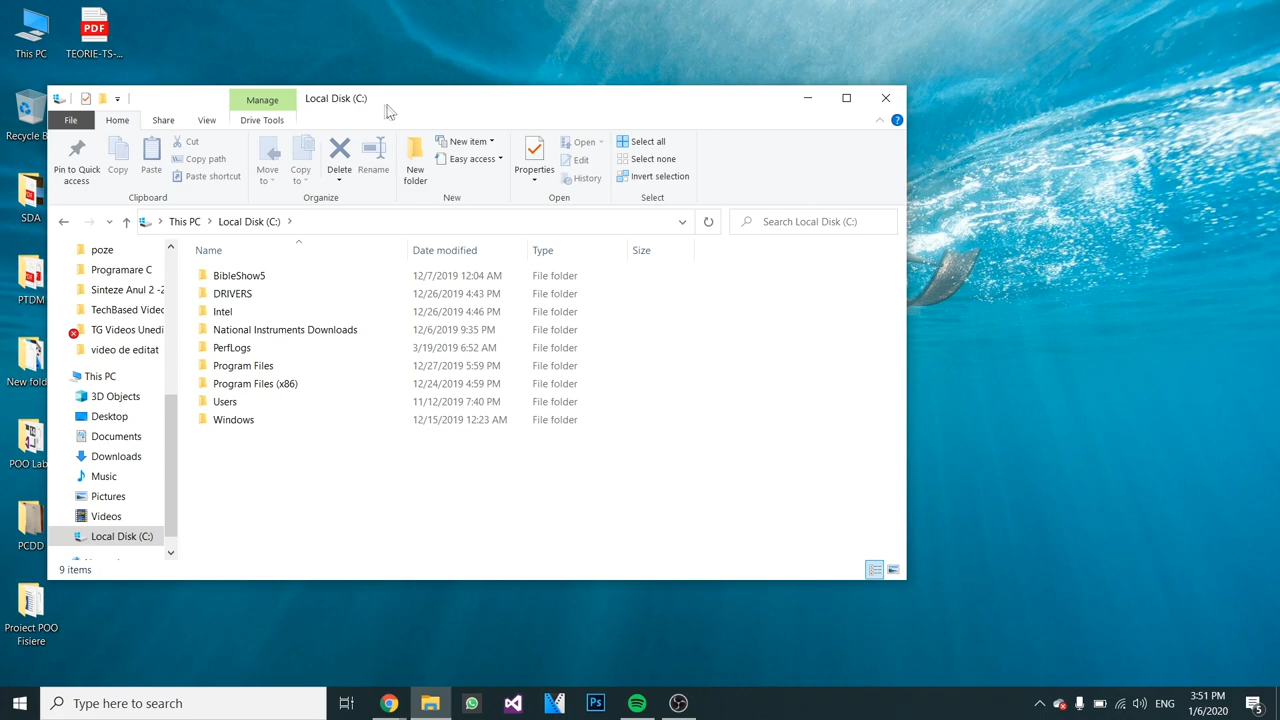 This PC
TEORIE-TS-...
Recycle B
SDA
PTDM
New fold
POO Lab
PCDD
Proiect POO
Fisiere
Manage
Local Disk (C:)
File
Home
Share
View
Drive Tools
Pin to Quick
access
Copy
Paste
Cut
Copy path
Paste shortcut
Clipboard
Move
to
Copy
to
Delete
Rename
Organize
New
folder
New item
Easy access
New
Properties
Open
Edit
History
Open
Select all
Select none
Invert selection
Select
This PC
Local Disk (C:)
Search Local Disk (C:)
poze
Programare C
Sinteze Anul 2 -2
TechBased Video
TG Videos Unedi
video de editat
This PC
3D Objects
Desktop
Documents
Downloads
Music
Pictures
Videos
Local Disk (C:)
Name Date modified Type Size
BibleShow5 12/7/2019 12:04 AM File folder
DRIVERS 12/26/2019 4:43 PM File folder
Intel 12/26/2019 4:46 PM File folder
National Instruments Downloads 12/6/2019 9:35 PM File folder
PerfLogs 3/19/2019 6:52 AM File folder
Program Files 12/27/2019 5:59 PM File folder
Program Files (x86) 12/24/2019 4:59 PM File folder
Users 11/12/2019 7:40 PM File folder
Windows 12/15/2019 12:23 AM File folder
9 items
Type here to search
Ps
ENG
3:51 PM
1/6/2020
5